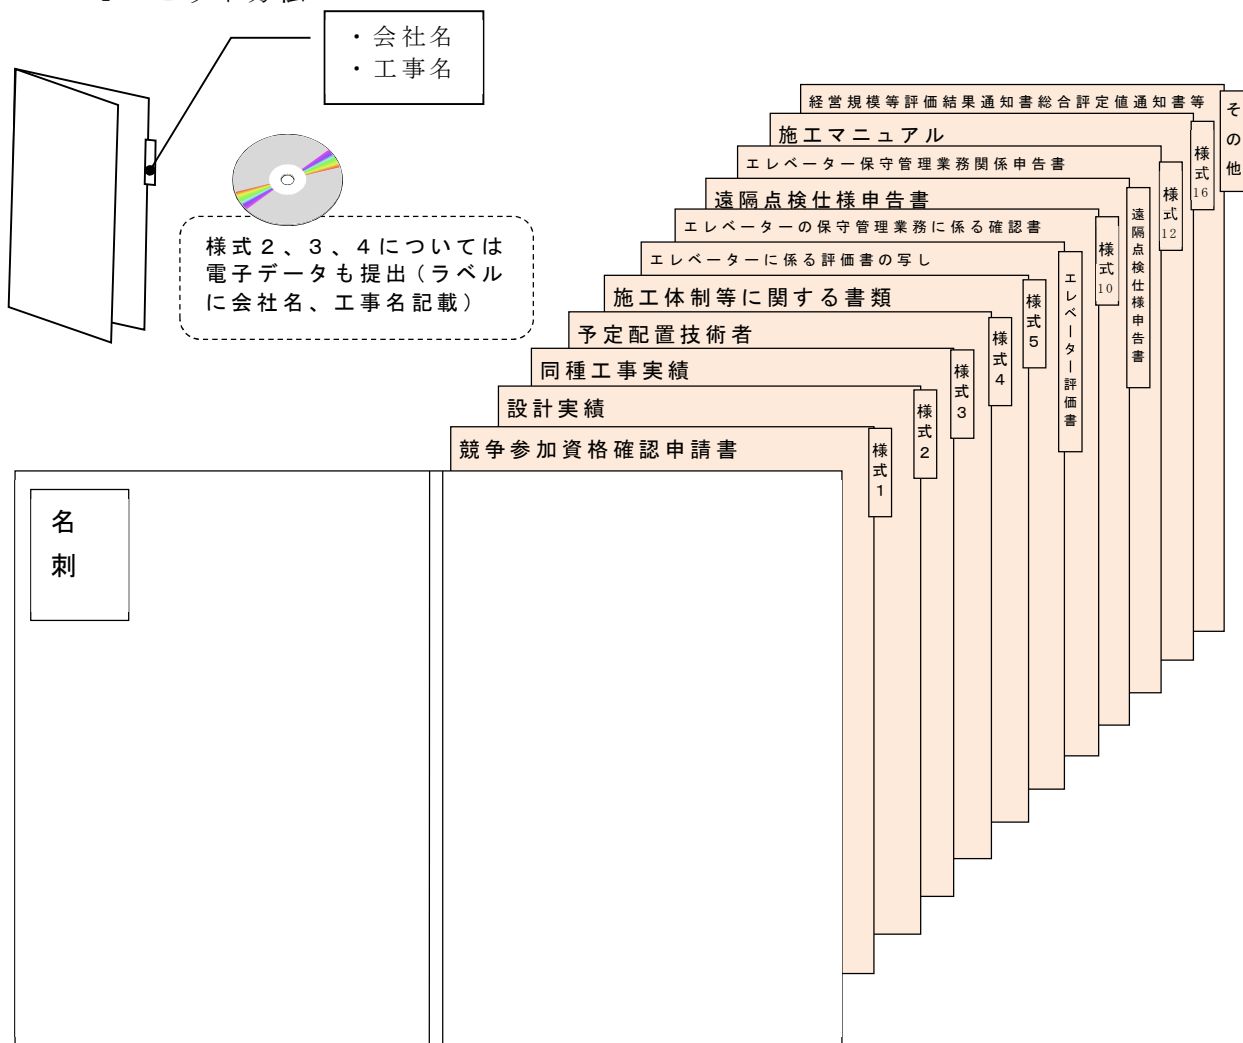 ・会社名
・工事名
様式２、３、４については
電子データも提出（ラベル
に会社名、工事名記載）
経営規模等評価結果通知書総合評定値通知書等
その他
施工マニュアル
様式16
エレベーター保守管理業務関係申告書
様式12
遠隔点検仕様申告書
遠隔点検仕様申告書
エレベーターの保守管理業務に係る確認書
様式10
エレベーターに係る評価書の写し
エレベーター評価書
施工体制等に関する書類
様式５
予定配置技術者
様式４
同種工事実績
様式３
設計実績
様式２
競争参加資格確認申請書
様式１
名刺